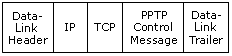 Data-
Link
Header
IP
TCP
PPTP
Control
Message
Data-
Link
Trailer